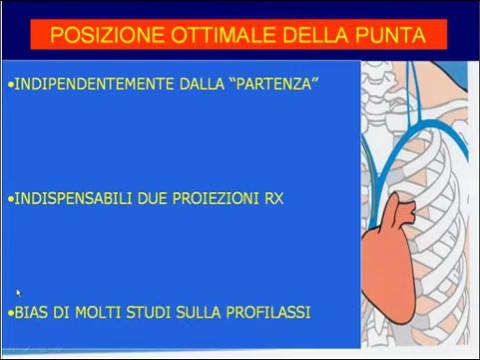 POSIZIONE OTTIMALE DELLA PUNTA
•INDIPENDENTEMENTE DALLA “PARTENZA”
•INDISPENSABILI DUE PROIEZIONI RX
•BIAS DI MOLTI STUDI SULLA PROFILASSI